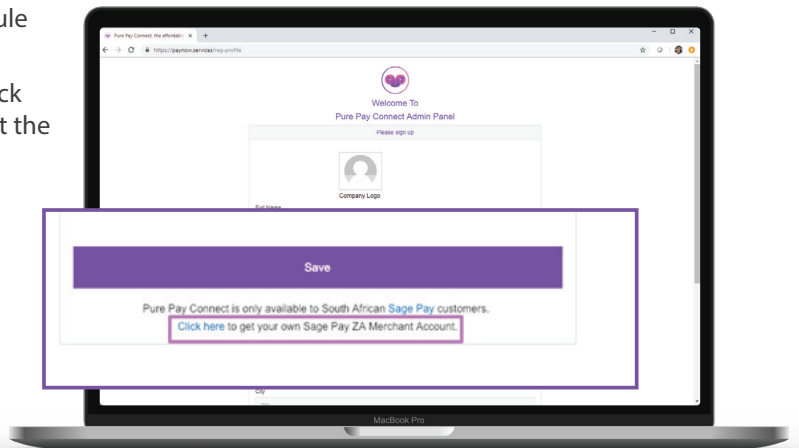 ule
ck
t the
Pure Pay Connect, the affordabl
https://paynow.services/reg-profile
Welcome To
Pure Pay Connect Admin Panel
Please sign up
Company Logo
Full Name
Save
Pure Pay Connect is only available to South African Sage Pay customers.
Click here to get your own Sage Pay ZA Merchant Account.
City
MacBook Pro